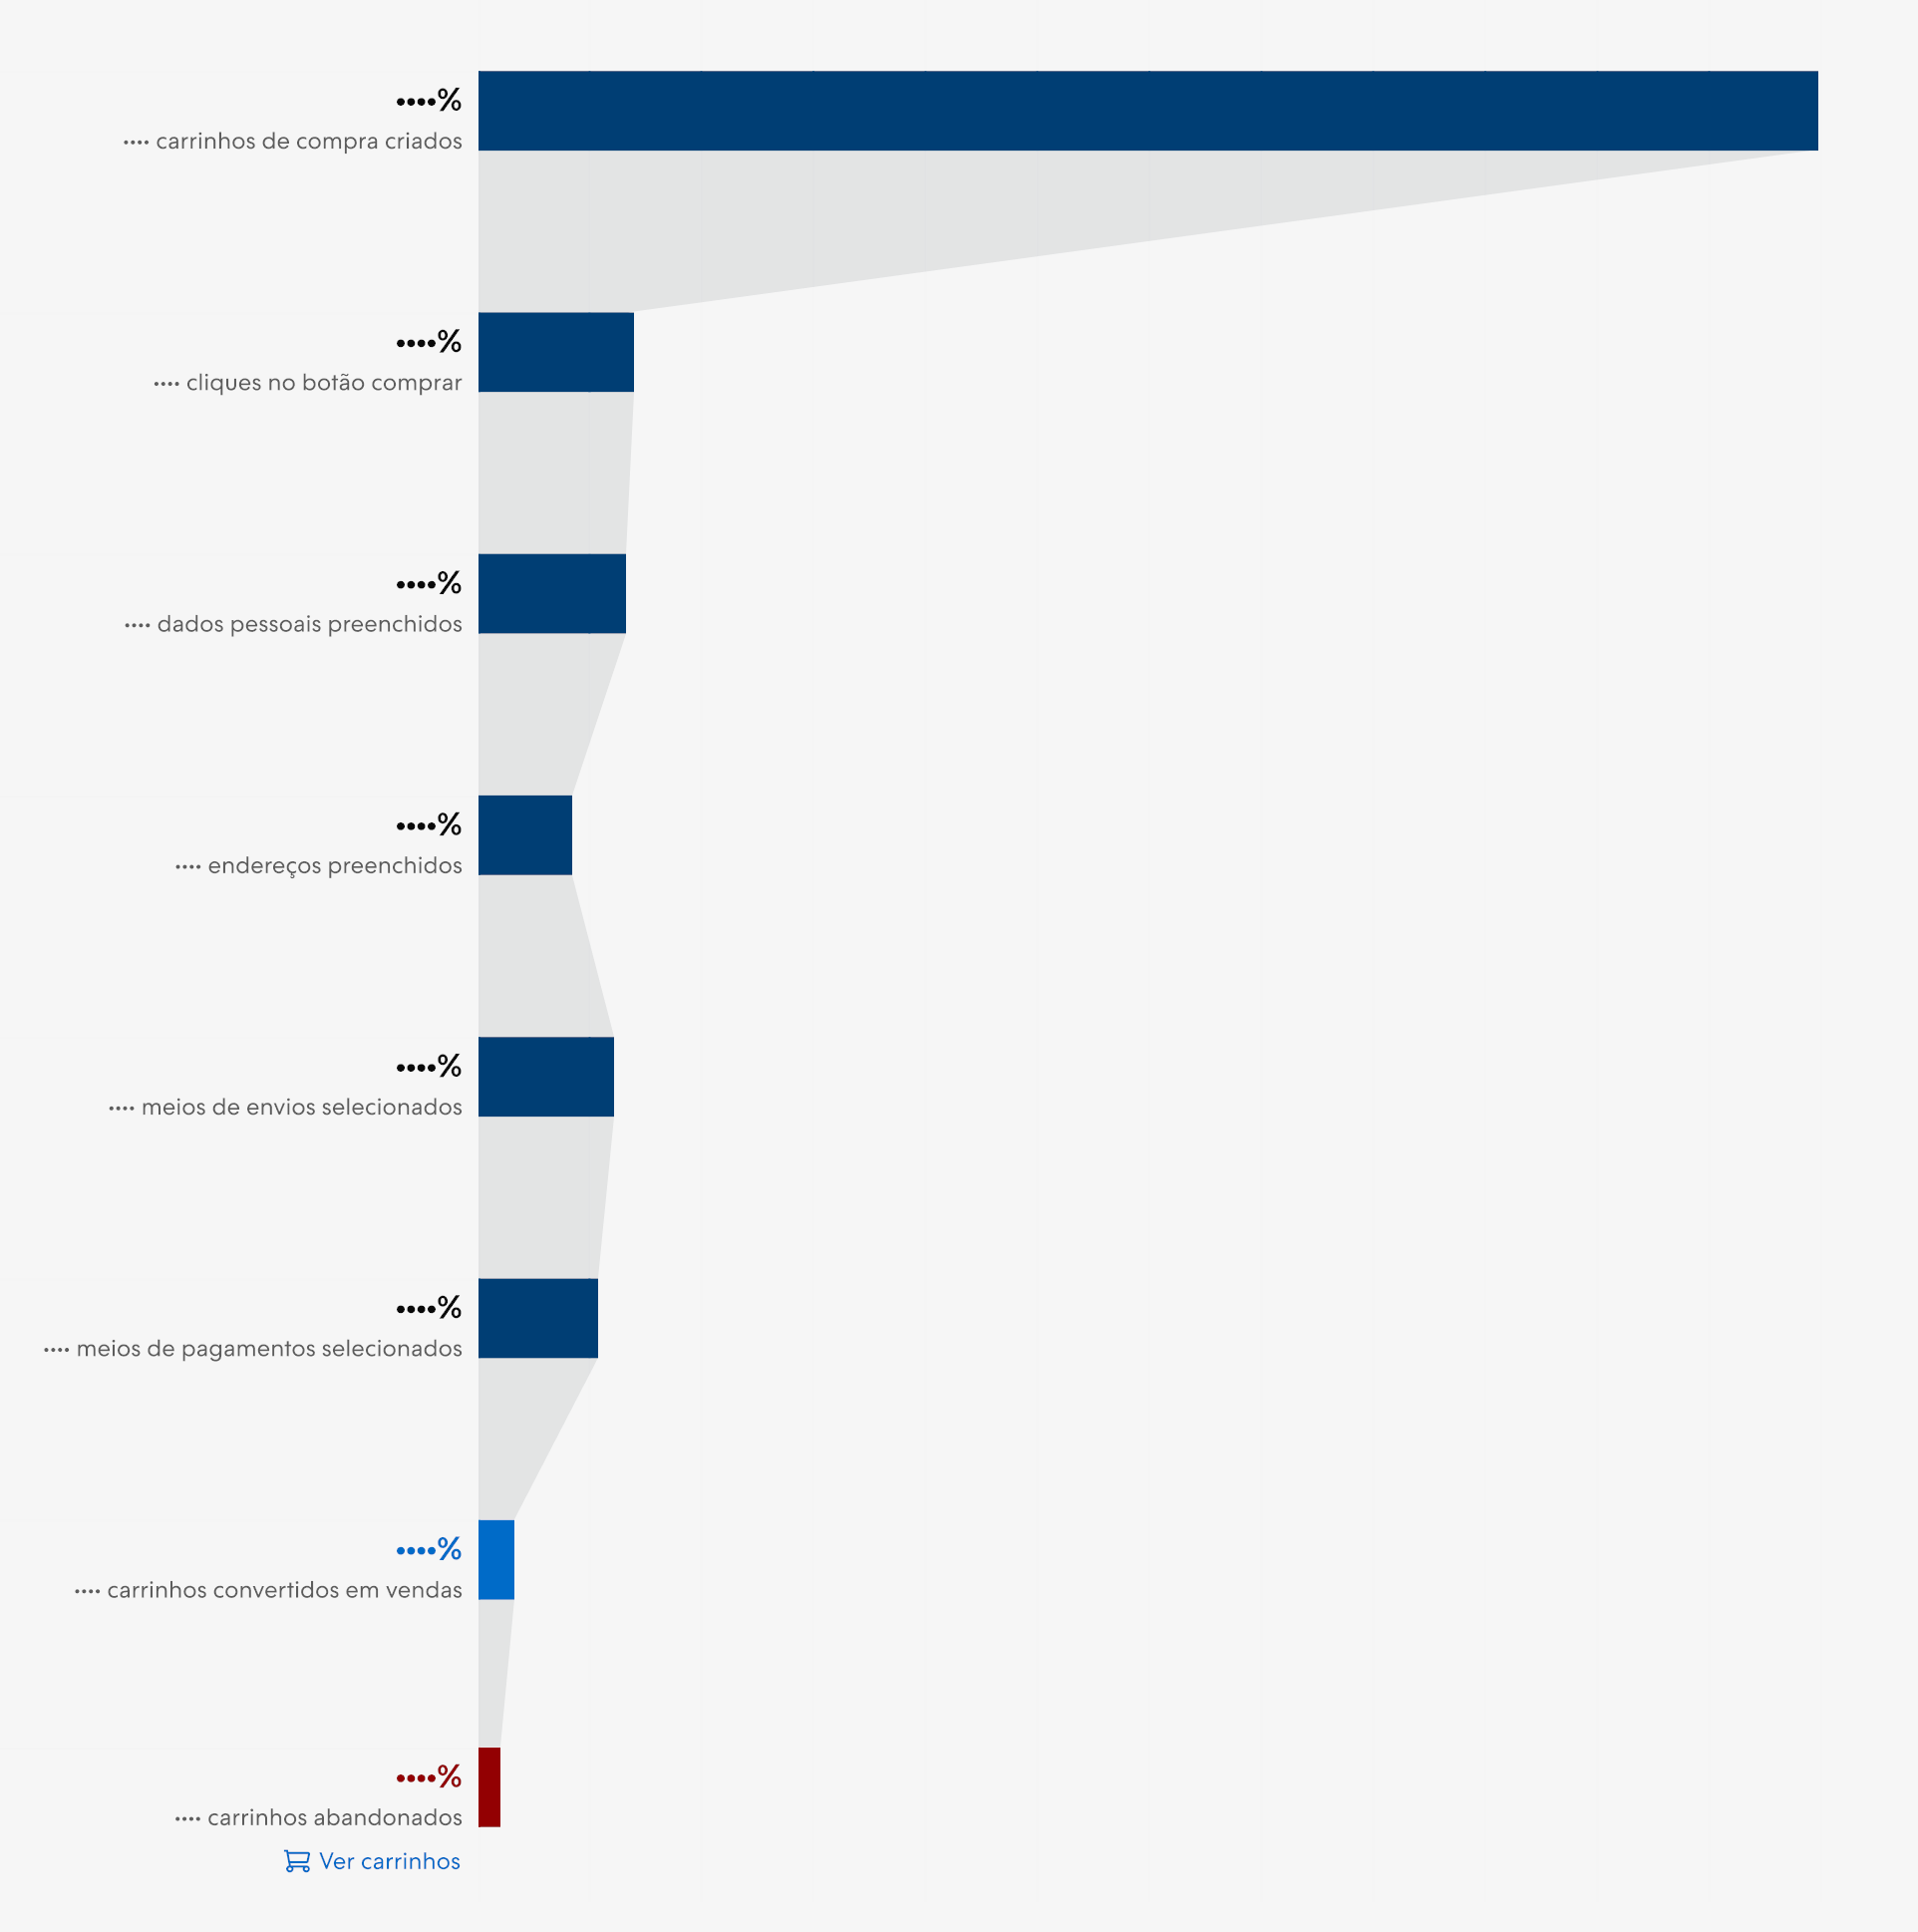 ••••%
•••• carrinhos de compra criados
••••%
•••• cliques no botão comprar
••••%
•••• dados pessoais preenchidos
••••%
•••• endereços preenchidos
••••%
•••• meios de envios selecionados
••••%
•••• meios de pagamentos selecionados
••••%
•••• carrinhos convertidos em vendas
••••%
•••• carrinhos abandonados
Ver carrinhos